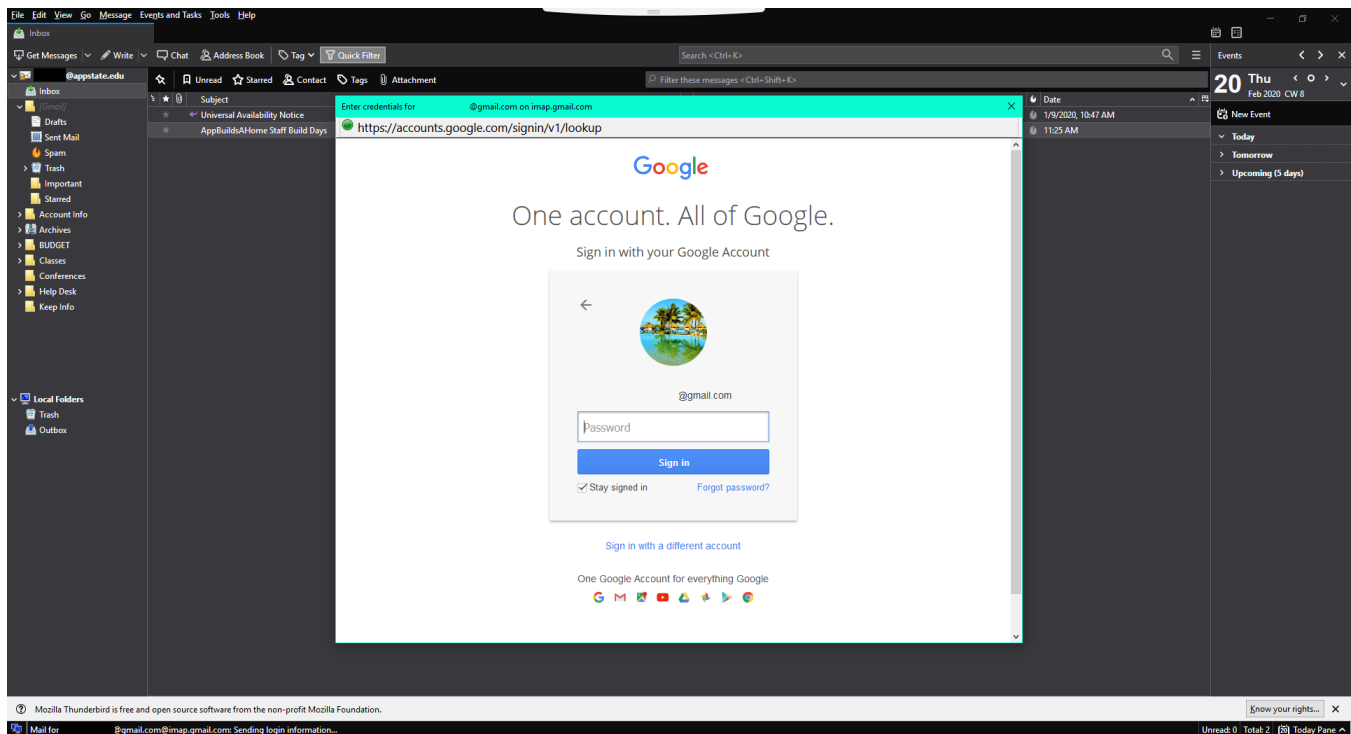 File Edit View Go Message Events and Tasks Tools Help
Inbox
Get Messages Write Chat Address Book Tag Quick Filter Search <Ctrl+K>
Events
@appstate.edu
Inbox
[Gmail]
Drafts
Sent Mail
Spam
Trash
Important
Starred
Account Info
Archives
BUDGET
Classes
Conferences
Help Desk
Keep Info
Local Folders
Trash
Outbox
Unread Starred Contact Tags Attachment Filter these messages <Ctrl+Shift+K>
Subject
Date
Universal Availability Notice
1/9/2020, 10:47 AM
AppBuildsAHome Staff Build Days
11:25 AM
Enter credentials for @gmail.com on imap.gmail.com
https://accounts.google.com/signin/v1/lookup
Google
One account. All of Google.
Sign in with your Google Account
@gmail.com
Password
Sign in
Stay signed in Forgot password?
Sign in with a different account
One Google Account for everything Google
20 Thu
Feb 2020 CW 8
New Event
Today
Tomorrow
Upcoming (5 days)
Mozilla Thunderbird is free and open source software from the non-profit Mozilla Foundation.
Know your rights...
Mail for @gmail.com@imap.gmail.com: Sending login information...
Unread: 0 Total: 2 Today Pane